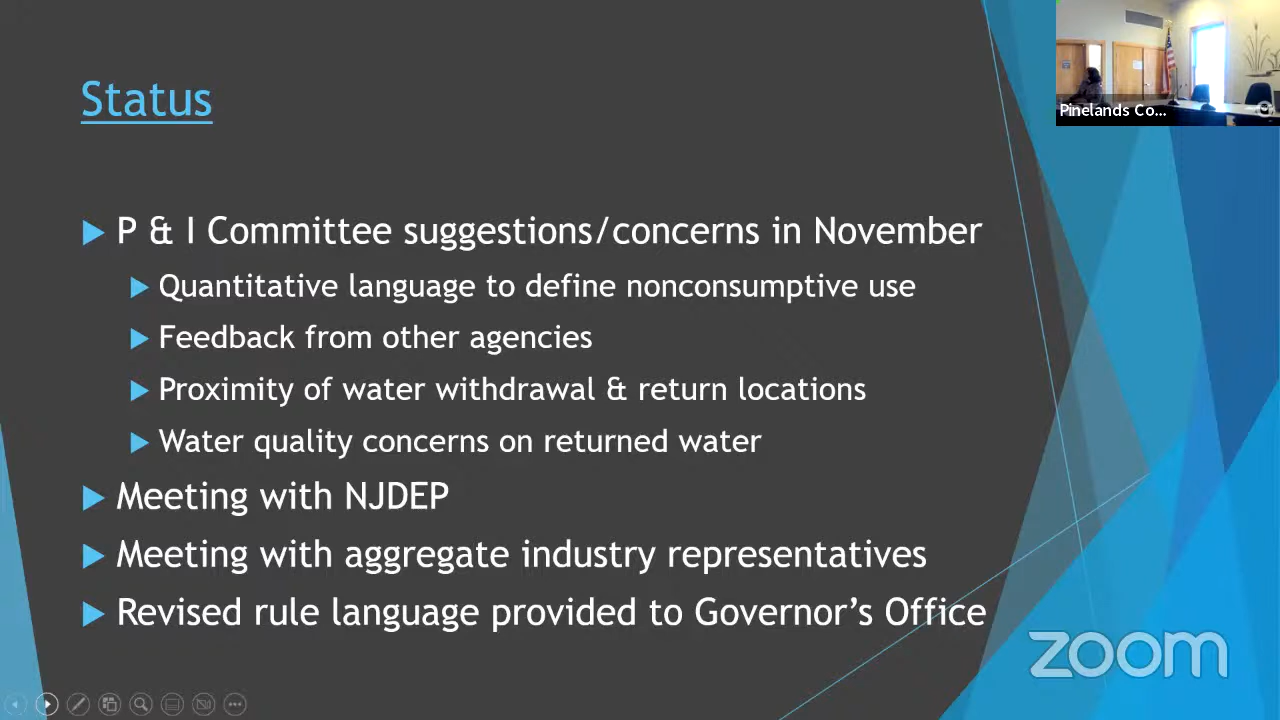 Status
Pinelands Co...
P & I Committee suggestions/concerns in November
Quantitative language to define nonconsumptive use
Feedback from other agencies
Proximity of water withdrawal & return locations
Water quality concerns on returned water
Meeting with NJDEP
Meeting with aggregate industry representatives
Revised rule language provided to Governor’s Office
zoom